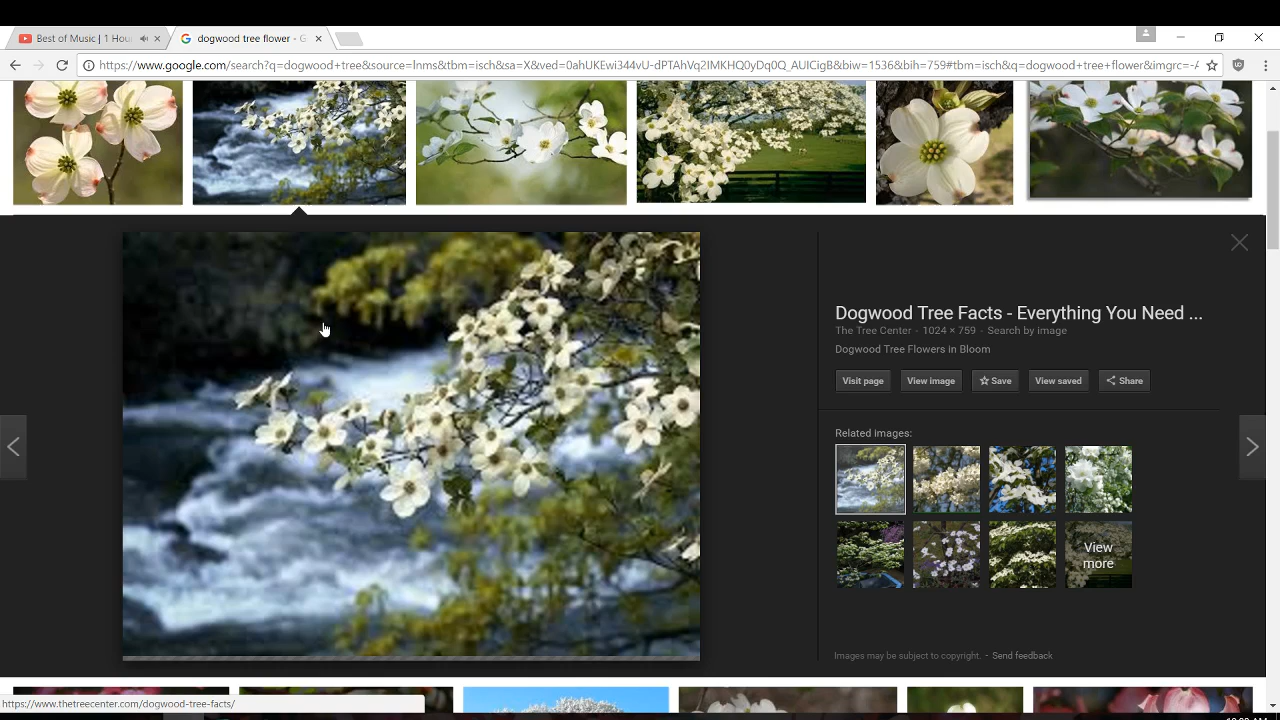 Best of Music | 1 Hou
dogwood tree flower - G
https://www.google.com/search?q=dogwood+tree&source=lnms&tbm=isch&sa=X&ved=0ahUKEwi344vU-dPTAhVq2IMKHQ0yDq0Q_AUICigB&biw=1536&bih=759#tbm=isch&q=dogwood+tree+flower&imgrc=-A
Dogwood Tree Facts - Everything You Need ...
The Tree Center - 1024 × 759 - Search by image
Dogwood Tree Flowers in Bloom
Visit page View image Save View saved Share
Related images:
View
more
Images may be subject to copyright. - Send feedback
https://www.thetreecenter.com/dogwood-tree-facts/